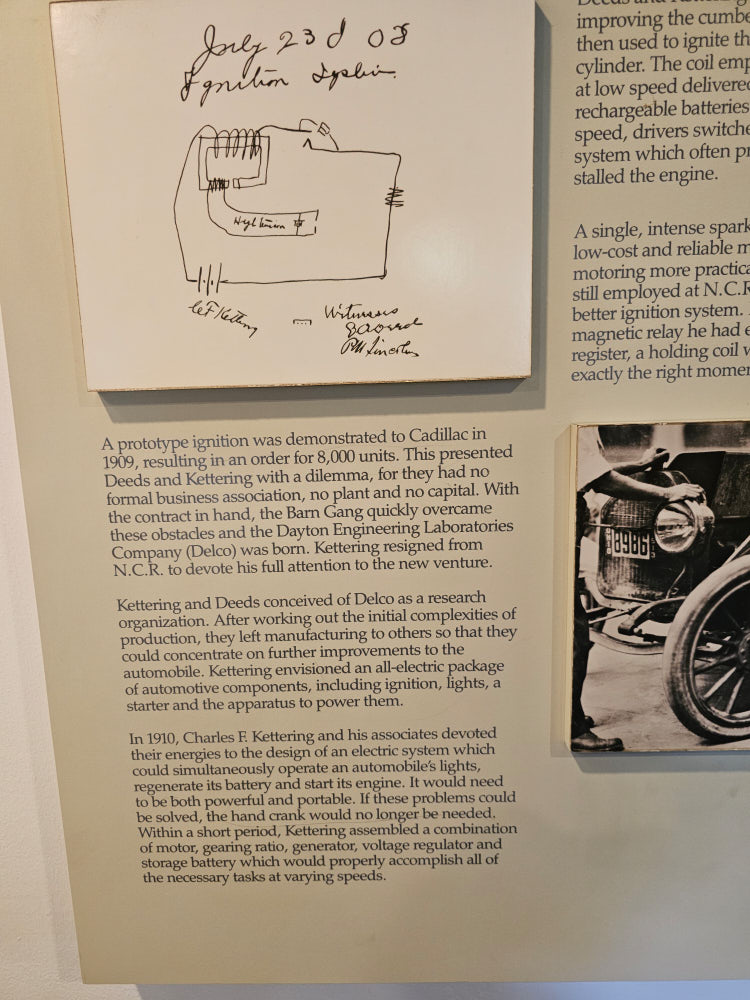 July 23d 08
Ignition System
High tension
CF Kettering
Witnesses
P.M. Lincoln
A prototype ignition was demonstrated to Cadillac in
1909, resulting in an order for 8,000 units. This presented
Deeds and Kettering with a dilemma, for they had no
formal business association, no plant and no capital. With
the contract in hand, the Barn Gang quickly overcame
these obstacles and the Dayton Engineering Laboratories
Company (Delco) was born. Kettering resigned from
N.C.R. to devote his full attention to the new venture.
Kettering and Deeds conceived of Delco as a research
organization. After working out the initial complexities of
production, they left manufacturing to others so that they
could concentrate on further improvements to the
automobile. Kettering envisioned an all-electric package
of automotive components, including ignition, lights, a
starter and the apparatus to power them.
In 1910, Charles F. Kettering and his associates devoted
their energies to the design of an electric system which
could simultaneously operate an automobile's lights,
regenerate its battery and start its engine. It would need
to be both powerful and portable. If these problems could
be solved, the hand crank would no longer be needed.
Within a short period, Kettering assembled a combination
of motor, gearing ratio, generator, voltage regulator and
storage battery which would properly accomplish all of
the necessary tasks at varying speeds.
Deeds and Kettering
improving the cumbe
then used to ignite th
cylinder. The coil emp
at low speed delivered
rechargeable batteries
speed, drivers switche
system which often pr
stalled the engine.
A single, intense spark
low-cost and reliable m
motoring more practica
still employed at N.C.R
better ignition system.
magnetic relay he had e
register, a holding coil w
exactly the right momen
8986